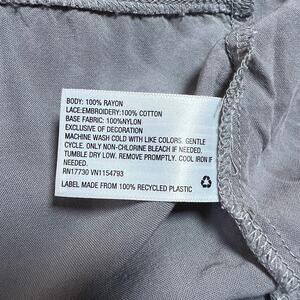 BODY: 100% RAYON
LACE:EMBROIDERY: 100% COTTON
BASE FABRIC: 100%NYLON
EXCLUSIVE OF DECORATION
MACHINE WASH COLD WITH LIKE COLORS. GENTLE
CYCLE. ONLY NON-CHLORINE BLEACH IF NEEDED.
TUMBLE DRY LOW. REMOVE PROMPTLY. COOL IRON IF
NEEDED.
RN17730 VN1154793
LABEL MADE FROM 100% RECYCLED PLASTIC